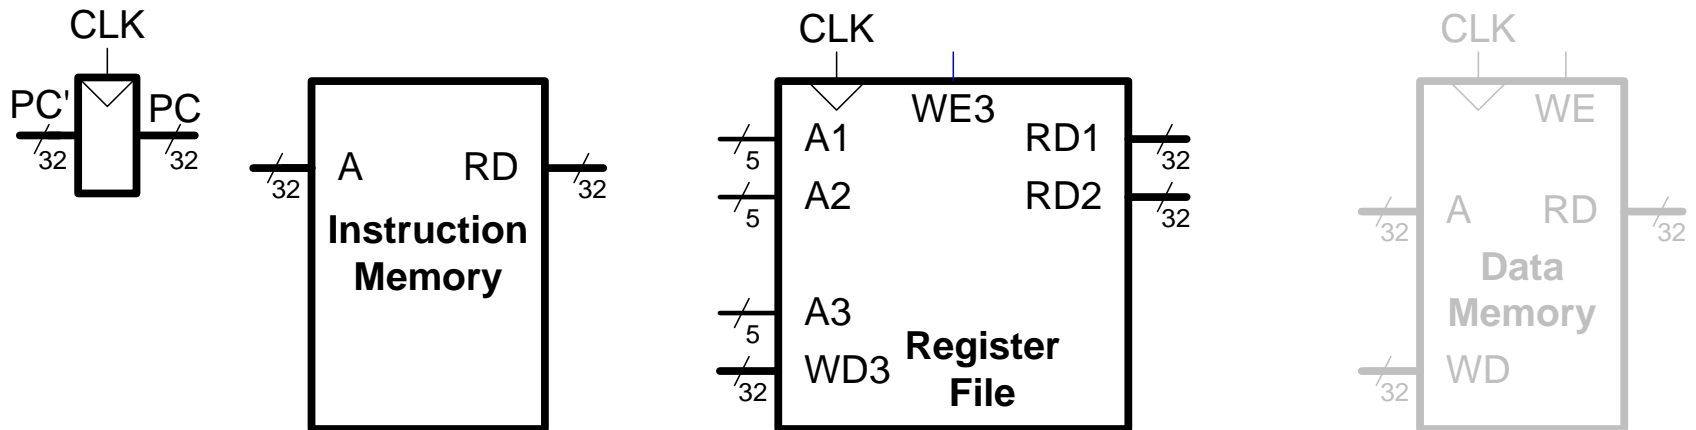 CLK
PC'
PC
32
32
A
RD
32
32
Instruction
Memory
CLK
WE3
A1
RD1
5
32
A2
RD2
5
32
A3
5
WD3
32
Register
File
CLK
WE
A
RD
32
32
Data
Memory
WD
32